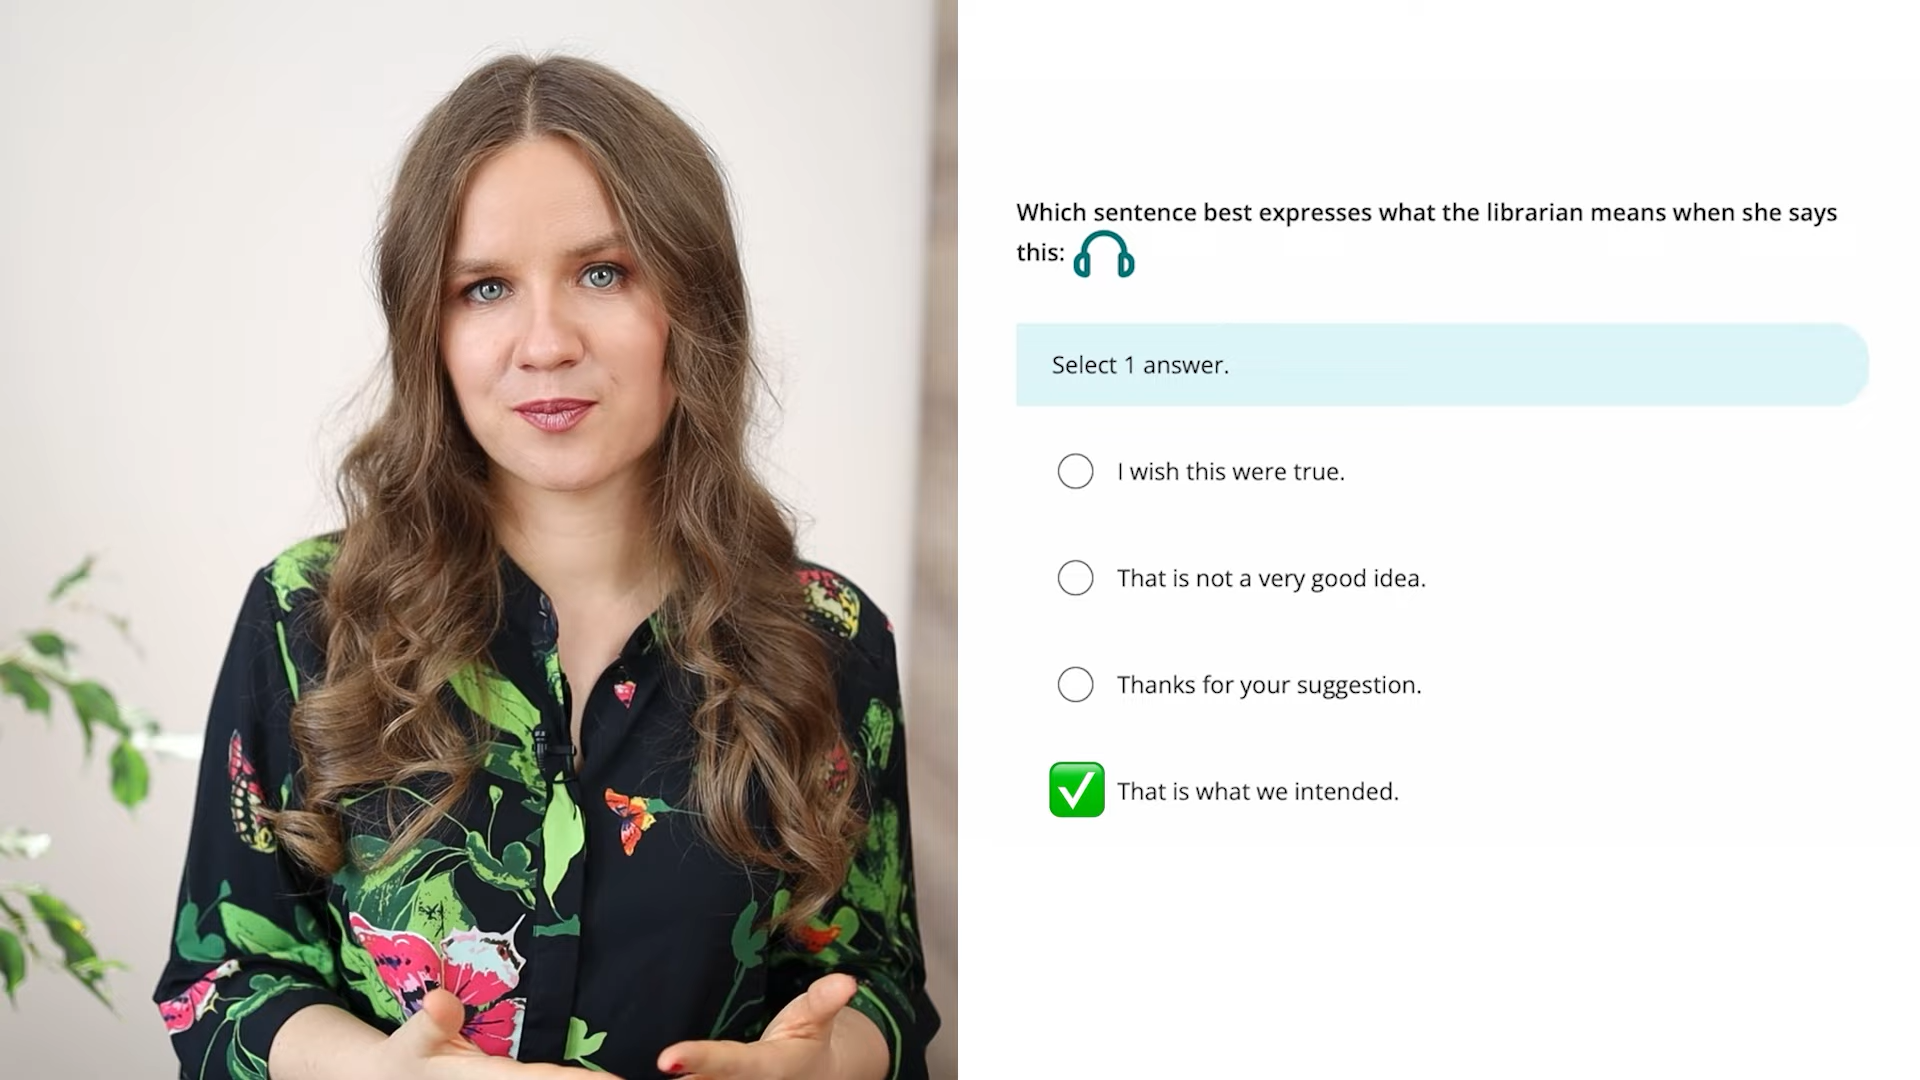 Which sentence best expresses what the librarian means when she says
this:
Select 1 answer.
I wish this were true.
That is not a very good idea.
Thanks for your suggestion.
That is what we intended.